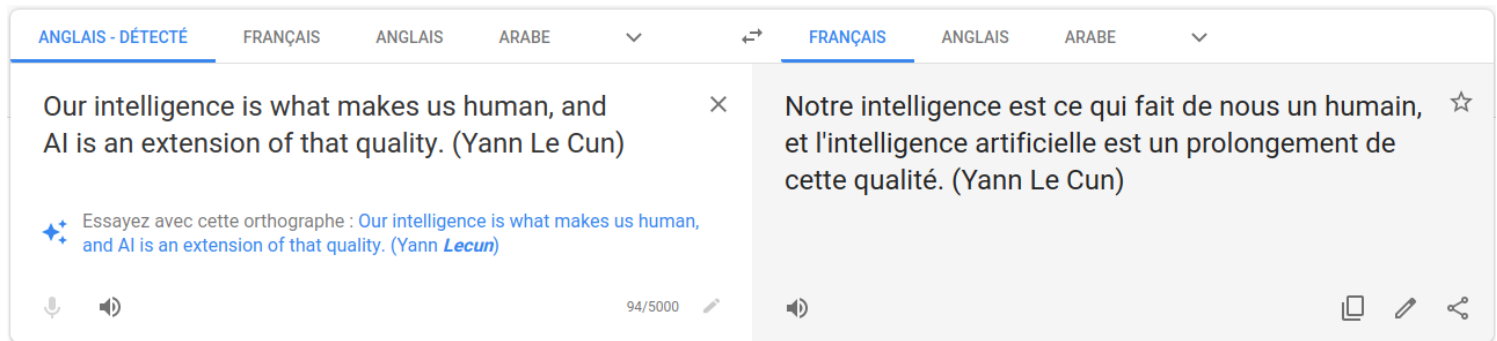 ANGLAIS - DÉTECTÉ FRANÇAIS ANGLAIS ARABE
FRANÇAIS ANGLAIS ARABE
Our intelligence is what makes us human, and
AI is an extension of that quality. (Yann Le Cun)
Essayez avec cette orthographe : Our intelligence is what makes us human,
and AI is an extension of that quality. (Yann Lecun)
94/5000
Notre intelligence est ce qui fait de nous un humain,
et l'intelligence artificielle est un prolongement de
cette qualité. (Yann Le Cun)